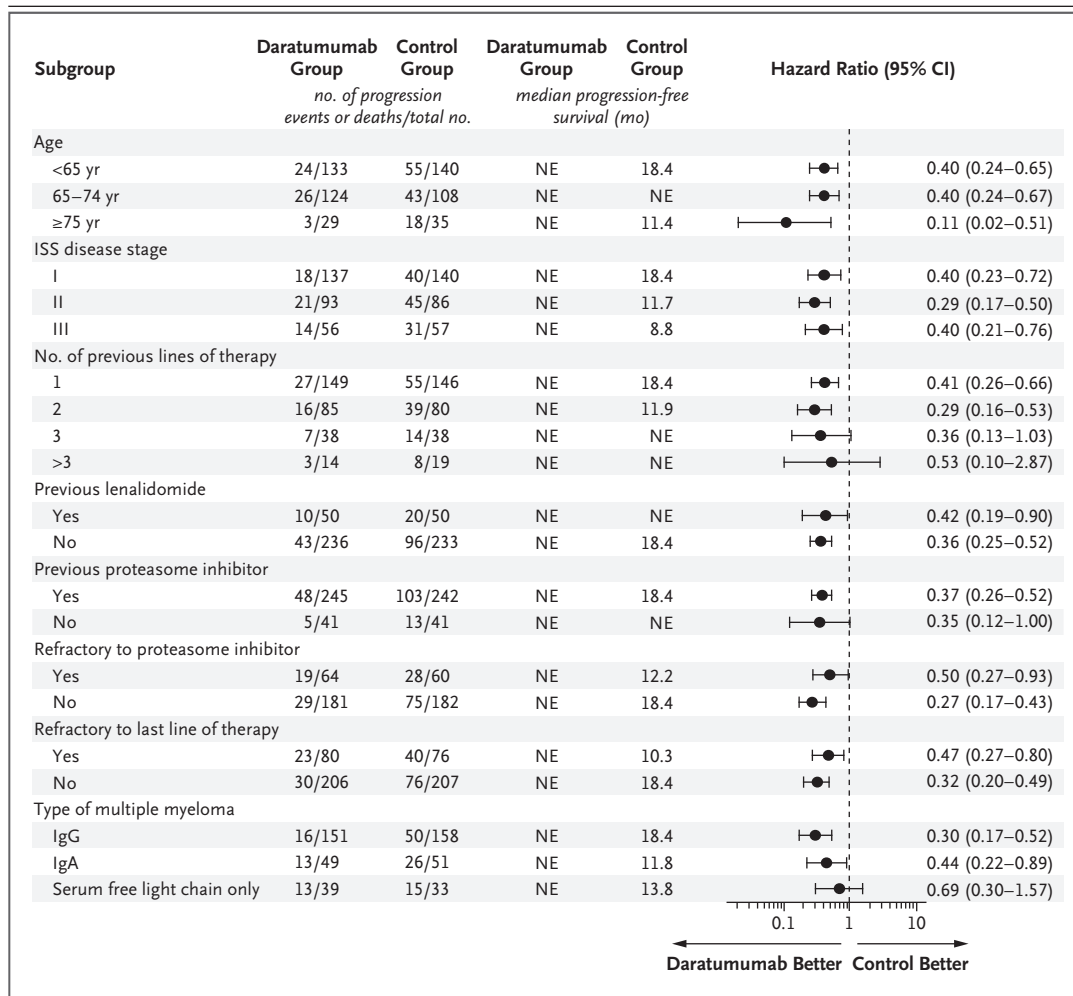 Subgroup Daratumumab Group Control Group Daratumumab Group Control Group Hazard Ratio (95% CI)
no. of progression events or deaths/total no. median progression-free survival (mo)
Age
<65 yr 24/133 55/140 NE 18.4 0.40 (0.24–0.65)
65–74 yr 26/124 43/108 NE NE 0.40 (0.24–0.67)
≥75 yr 3/29 18/35 NE 11.4 0.11 (0.02–0.51)
ISS disease stage
I 18/137 40/140 NE 18.4 0.40 (0.23–0.72)
II 21/93 45/86 NE 11.7 0.29 (0.17–0.50)
III 14/56 31/57 NE 8.8 0.40 (0.21–0.76)
No. of previous lines of therapy
1 27/149 55/146 NE 18.4 0.41 (0.26–0.66)
2 16/85 39/80 NE 11.9 0.29 (0.16–0.53)
3 7/38 14/38 NE NE 0.36 (0.13–1.03)
>3 3/14 8/19 NE NE 0.53 (0.10–2.87)
Previous lenalidomide
Yes 10/50 20/50 NE NE 0.42 (0.19–0.90)
No 43/236 96/233 NE 18.4 0.36 (0.25–0.52)
Previous proteasome inhibitor
Yes 48/245 103/242 NE 18.4 0.37 (0.26–0.52)
No 5/41 13/41 NE NE 0.35 (0.12–1.00)
Refractory to proteasome inhibitor
Yes 19/64 28/60 NE 12.2 0.50 (0.27–0.93)
No 29/181 75/182 NE 18.4 0.27 (0.17–0.43)
Refractory to last line of therapy
Yes 23/80 40/76 NE 10.3 0.47 (0.27–0.80)
No 30/206 76/207 NE 18.4 0.32 (0.20–0.49)
Type of multiple myeloma
IgG 16/151 50/158 NE 18.4 0.30 (0.17–0.52)
IgA 13/49 26/51 NE 11.8 0.44 (0.22–0.89)
Serum free light chain only 13/39 15/33 NE 13.8 0.69 (0.30–1.57)
0.1 1 10
Daratumumab Better Control Better